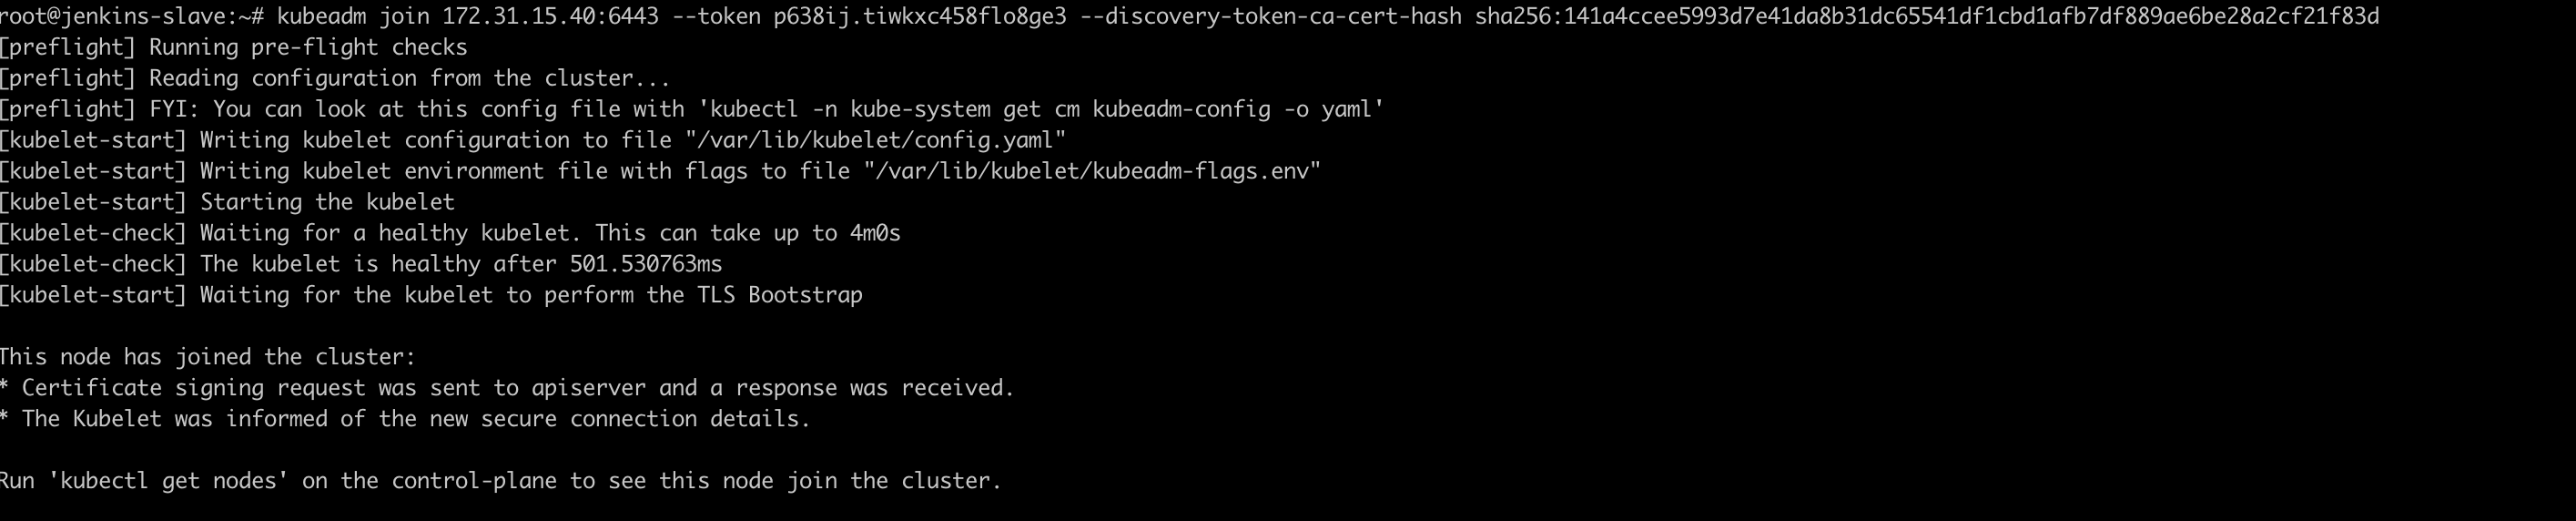 root@jenkins-slave:~# kubeadm join 172.31.15.40:6443 --token p638ij.tiwkxc458flo8ge3 --discovery-token-ca-cert-hash sha256:141a4ccee5993d7e41da8b31dc65541df1cbd1afb7df889ae6be28a2cf21f83d
[preflight] Running pre-flight checks
[preflight] Reading configuration from the cluster...
[preflight] FYI: You can look at this config file with 'kubectl -n kube-system get cm kubeadm-config -o yaml'
[kubelet-start] Writing kubelet configuration to file "/var/lib/kubelet/config.yaml"
[kubelet-start] Writing kubelet environment file with flags to file "/var/lib/kubelet/kubeadm-flags.env"
[kubelet-start] Starting the kubelet
[kubelet-check] Waiting for a healthy kubelet. This can take up to 4m0s
[kubelet-check] The kubelet is healthy after 501.530763ms
[kubelet-start] Waiting for the kubelet to perform the TLS Bootstrap
This node has joined the cluster:
* Certificate signing request was sent to apiserver and a response was received.
* The Kubelet was informed of the new secure connection details.
Run 'kubectl get nodes' on the control-plane to see this node join the cluster.